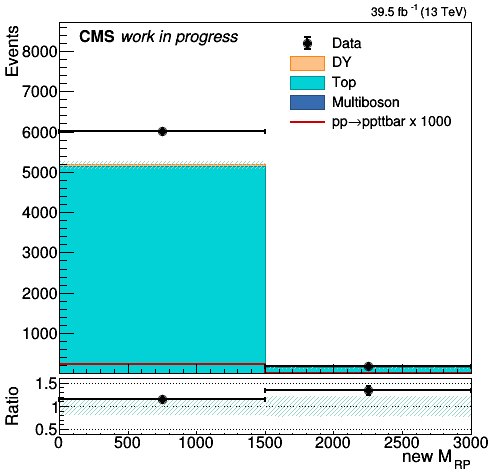 39.5 fb⁻¹ (13 TeV)
CMS work in progress
Events
8000
7000
6000
5000
4000
3000
2000
1000
Data
DY
Top
Multiboson
pp→ppttbar x 1000
Ratio
1.5
1
0.5
0 500 1000 1500 2000 2500 3000
new M_RP